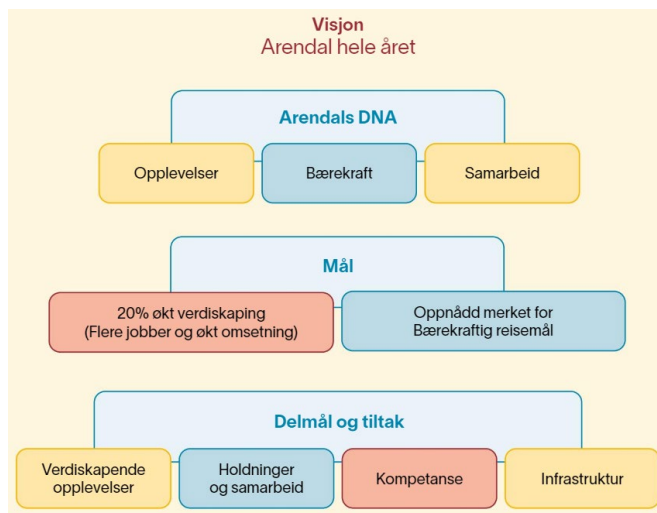 Visjon
Arendal hele året
Arendals DNA
Opplevelser
Bærekraft
Samarbeid
Mål
20% økt verdiskaping
(Flere jobber og økt omsetning)
Oppnådd merket for
Bærekraftig reisemål
Delmål og tiltak
Verdiskapende
opplevelser
Holdninger
og samarbeid
Kompetanse
Infrastruktur